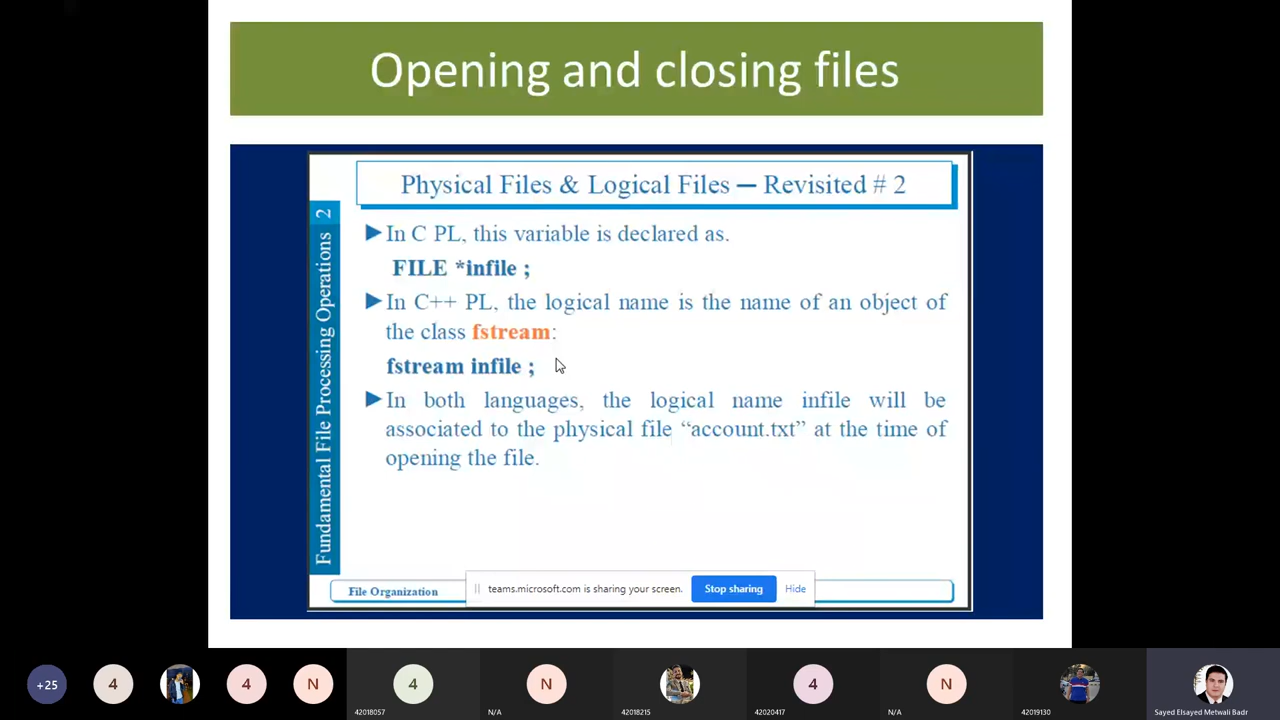 Opening and closing files
Physical Files & Logical Files — Revisited # 2
Fundamental File Processing Operations 2
►In C PL, this variable is declared as.
FILE *infile ;
►In C++ PL, the logical name is the name of an object of
the class fstream:
fstream infile ;
►In both languages, the logical name infile will be
associated to the physical file “account.txt” at the time of
opening the file.
File Organization
teams.microsoft.com is sharing your screen. Stop sharing Hide
+25 4 4 N 4 N 4 N
42018057 N/A 42018215 42020417 N/A 42019130 Sayed Elsayed Metwali Badr